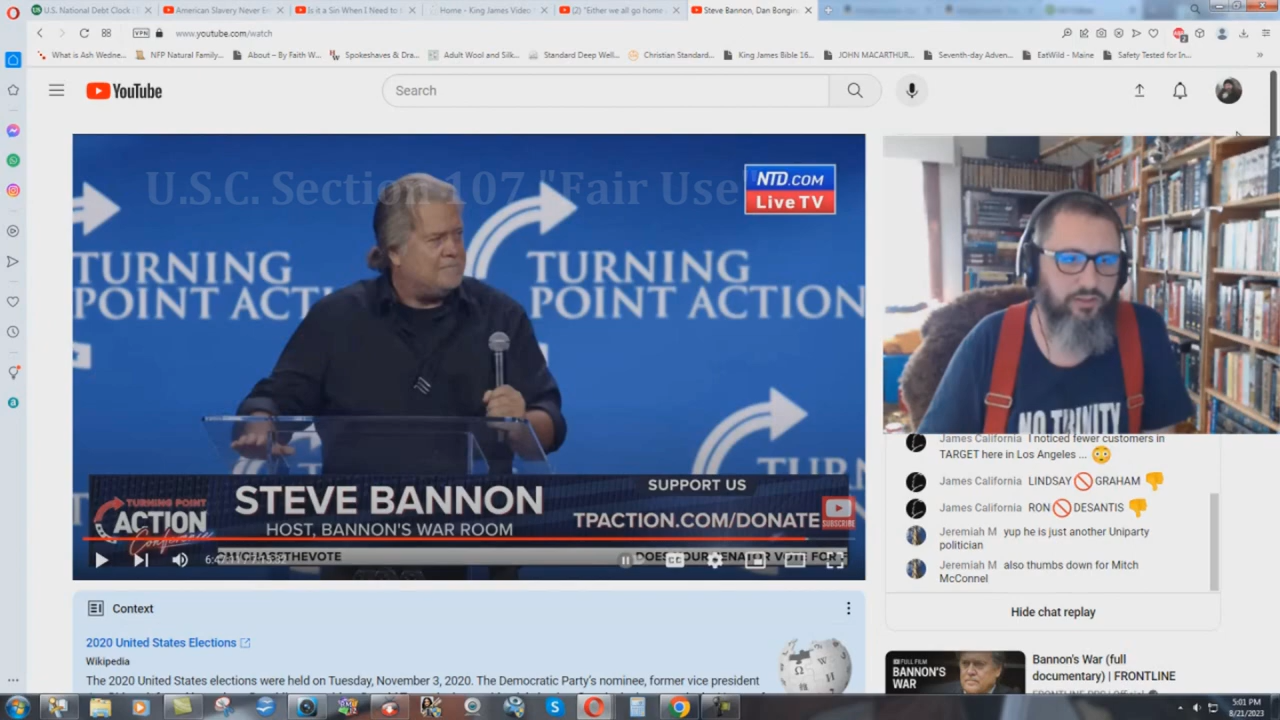 U.S. National Debt Clock :
American Slavery Never En
Is it a Sin When I Need to
Home - King James Video
(2) "Either we all go home
Steve Bannon, Dan Bongin
VPN
www.youtube.com/watch
What is Ash Wedne...
NFP Natural Family...
About – By Faith W...
Spokeshaves & Dra...
Adult Wool and Silk...
Standard Deep Well...
Christian Standard...
King James Bible 16...
JOHN MACARTHUR...
Seventh-day Adven...
EatWild - Maine
Safety Tested for In...
YouTube
Search
U.S.C. Section 107 "Fair Use
NTD.COM
Live TV
TURNING
POINT ACTI
TURNING
POINT ACTION
TURNING POINT
ACTION
Conference
STEVE BANNON
HOST, BANNON'S WAR ROOM
SUPPORT US
TPACTION.COM/DONATE
SUBSCRIBE
CHASETHEVOTE
CC
NO TRINITY
James California I noticed fewer customers in
TARGET here in Los Angeles ...
James California LINDSAY GRAHAM
James California RON DESANTIS
Jeremiah M yup he is just another Uniparty
politician
Jeremiah M also thumbs down for Mitch
McConnel
Hide chat replay
Context
2020 United States Elections
Wikipedia
The 2020 United States elections were held on Tuesday, November 3, 2020. The Democratic Party's nominee, former vice president
FULL FILM
BANNON'S
WAR
Bannon's War (full
documentary) | FRONTLINE
5:01 PM
8/21/2023